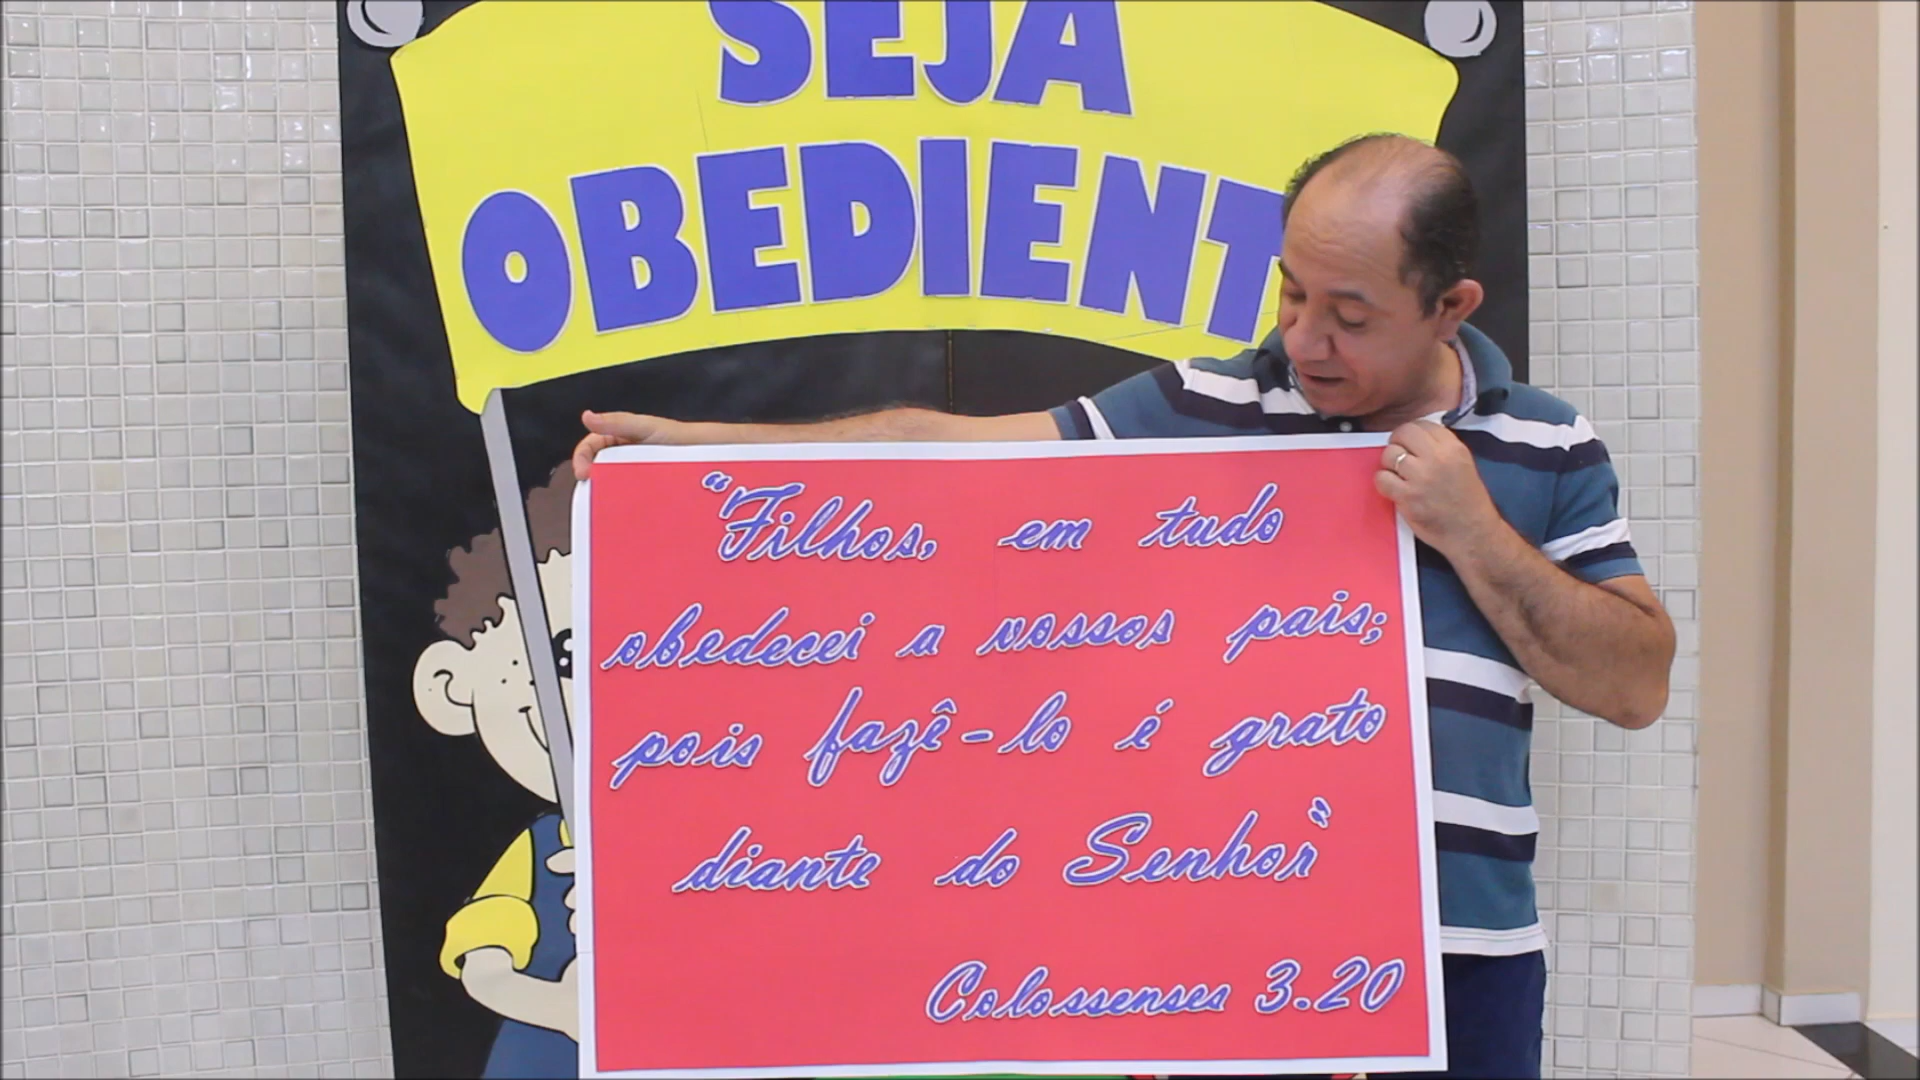 SEJA
OBEDIENT
“Filhos, em tudo
obedecei a vossos pais;
pois fazê-lo é grato
diante do Senhor”
Colossenses 3.20